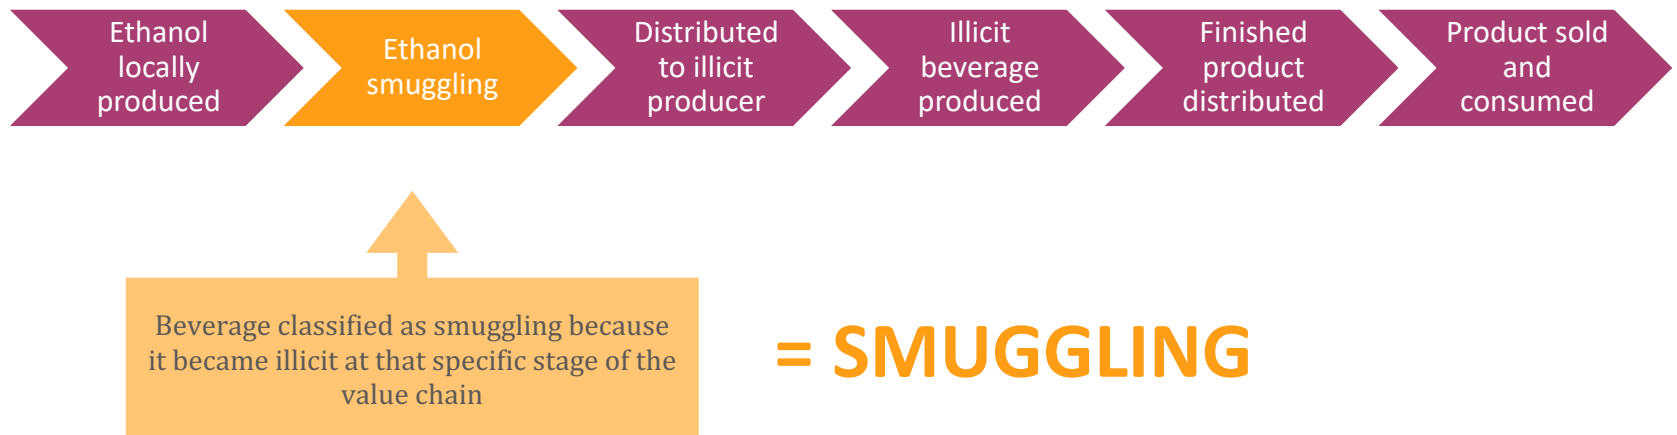 Ethanol
locally
produced
Ethanol
smuggling
Distributed
to illicit
producer
Illicit
beverage
produced
Finished
product
distributed
Product sold
and
consumed
Beverage classified as smuggling because
it became illicit at that specific stage of the
value chain
= SMUGGLING